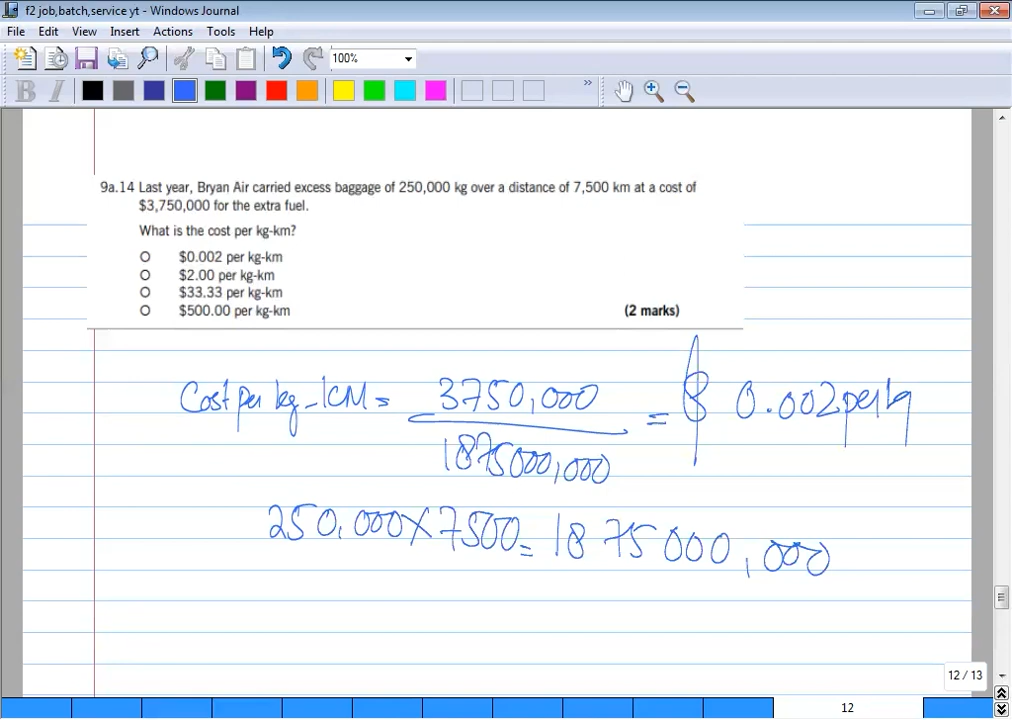 f2 job,batch,service yt - Windows Journal
File Edit View Insert Actions Tools Help
100%
B I »
9a.14 Last year, Bryan Air carried excess baggage of 250,000 kg over a distance of 7,500 km at a cost of
$3,750,000 for the extra fuel.
What is the cost per kg-km?
O $0.002 per kg-km
O $2.00 per kg-km
O $33.33 per kg-km
O $500.00 per kg-km (2 marks)
Cost per kg - KM = 3750,000 = $ 0.002 per kg
1875000,000
250,000 X 7500 = 1875000,000
12 / 13
12